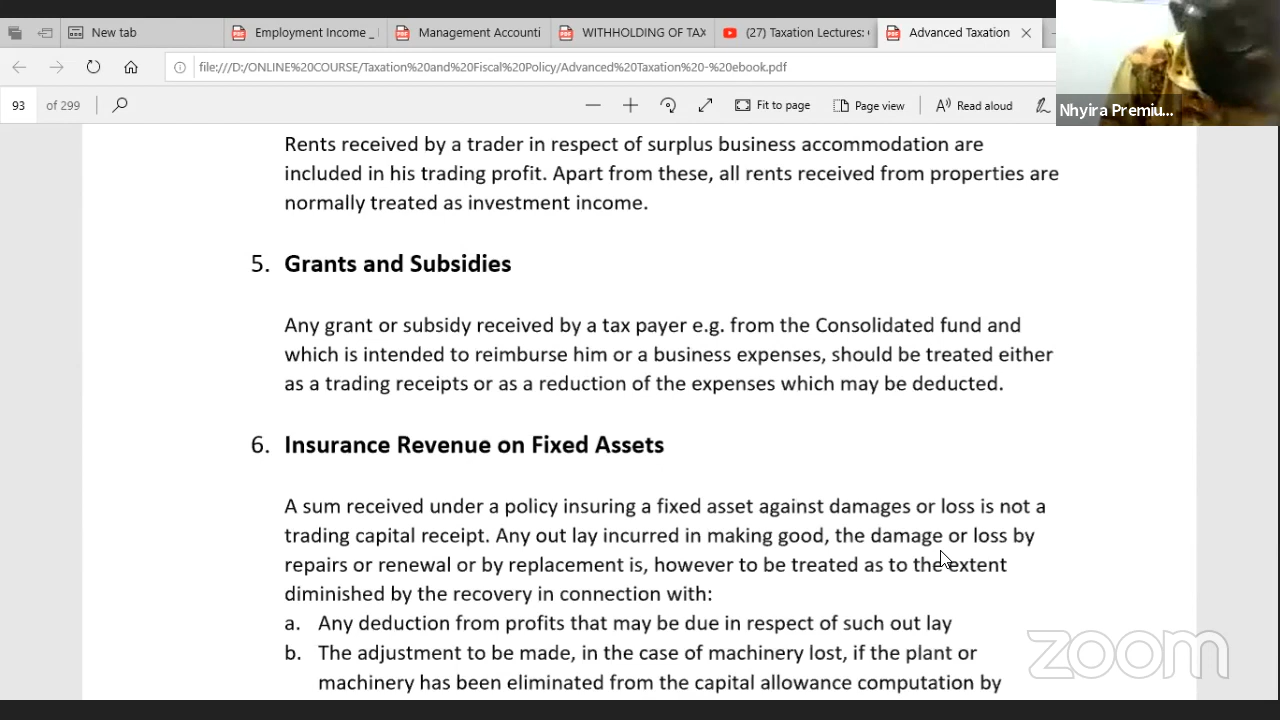 New tab
Employment Income _
Management Accounti
WITHHOLDING OF TAX
(27) Taxation Lectures:
Advanced Taxation
file:///D:/ONLINE%20COURSE/Taxation%20and%20Fiscal%20Policy/Advanced%20Taxation%20-%20ebook.pdf
93 of 299
Fit to page
Page view
Read aloud
Nhyira Premiu...
Rents received by a trader in respect of surplus business accommodation are
included in his trading profit. Apart from these, all rents received from properties are
normally treated as investment income.
5. Grants and Subsidies
Any grant or subsidy received by a tax payer e.g. from the Consolidated fund and
which is intended to reimburse him or a business expenses, should be treated either
as a trading receipts or as a reduction of the expenses which may be deducted.
6. Insurance Revenue on Fixed Assets
A sum received under a policy insuring a fixed asset against damages or loss is not a
trading capital receipt. Any out lay incurred in making good, the damage or loss by
repairs or renewal or by replacement is, however to be treated as to the extent
diminished by the recovery in connection with:
a. Any deduction from profits that may be due in respect of such out lay
b. The adjustment to be made, in the case of machinery lost, if the plant or
machinery has been eliminated from the capital allowance computation by
zoom